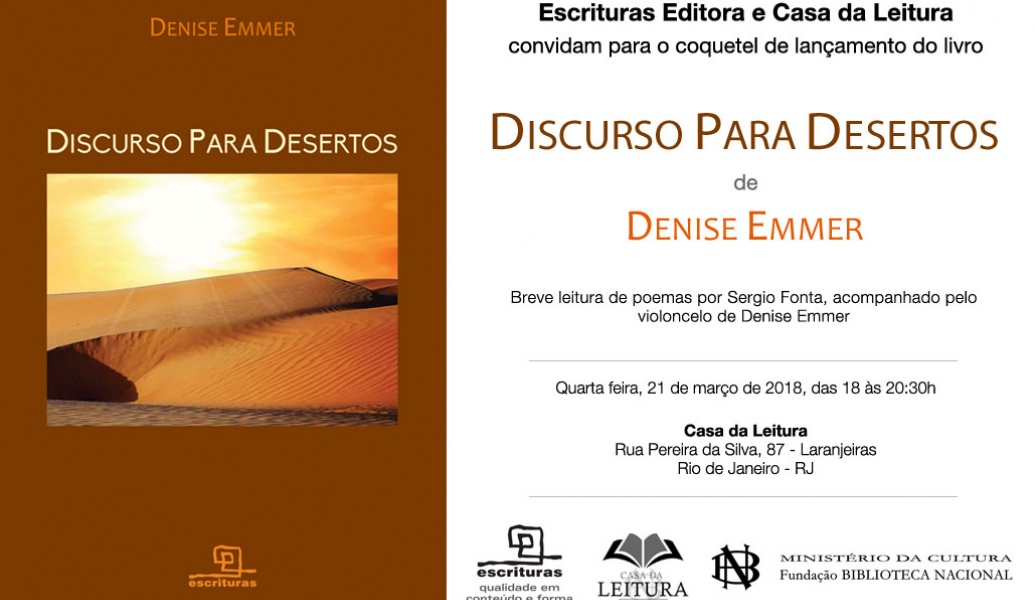 DENISE EMMER
DISCURSO PARA DESERTOS
escrituras
Escrituras Editora e Casa da Leitura
convidam para o coquetel de lançamento do livro
DISCURSO PARA DESERTOS
de
DENISE EMMER
Breve leitura de poemas por Sergio Fonta, acompanhado pelo
violoncelo de Denise Emmer
Quarta feira, 21 de março de 2018, das 18 às 20:30h
Casa da Leitura
Rua Pereira da Silva, 87 - Laranjeiras
Rio de Janeiro - RJ
escrituras
qualidade em
conteúdo e forma
CASA DA
LEITURA
BN
MINISTÉRIO DA CULTURA
Fundação BIBLIOTECA NACIONAL